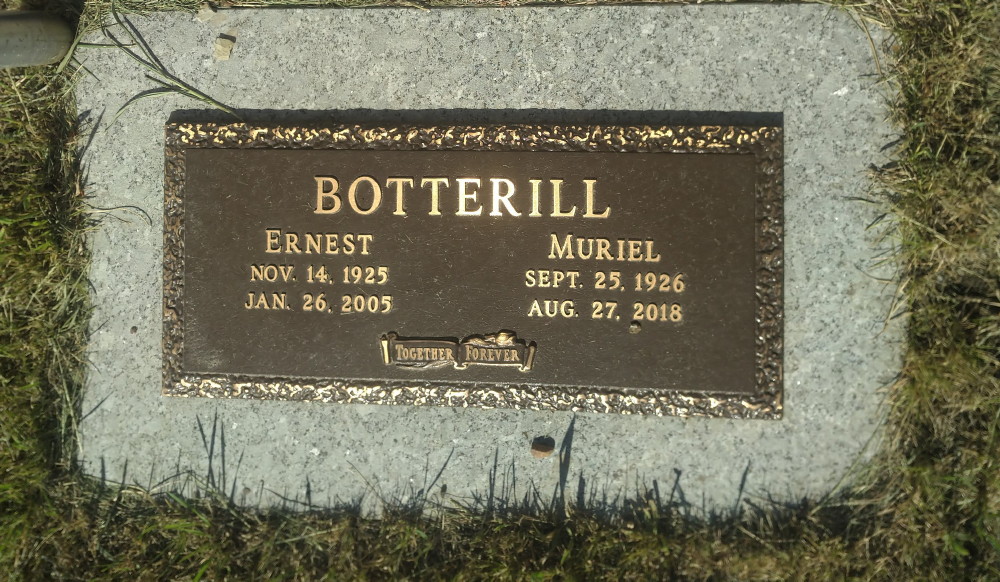 BOTTERILL
ERNEST
NOV. 14, 1925
JAN. 26, 2005
MURIEL
SEPT. 25, 1926
AUG. 27, 2018
TOGETHER FOREVER